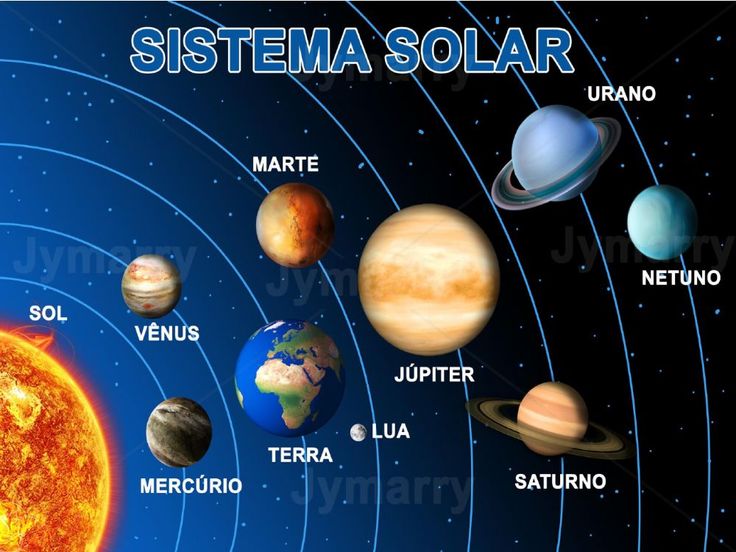 SISTEMA SOLAR
URANO
MARTE
NETUNO
SOL
VÊNUS
JÚPITER
LUA
TERRA
MERCÚRIO
SATURNO
Jymarry
Jymarry
Jymarry
Jymarry
Jymarry